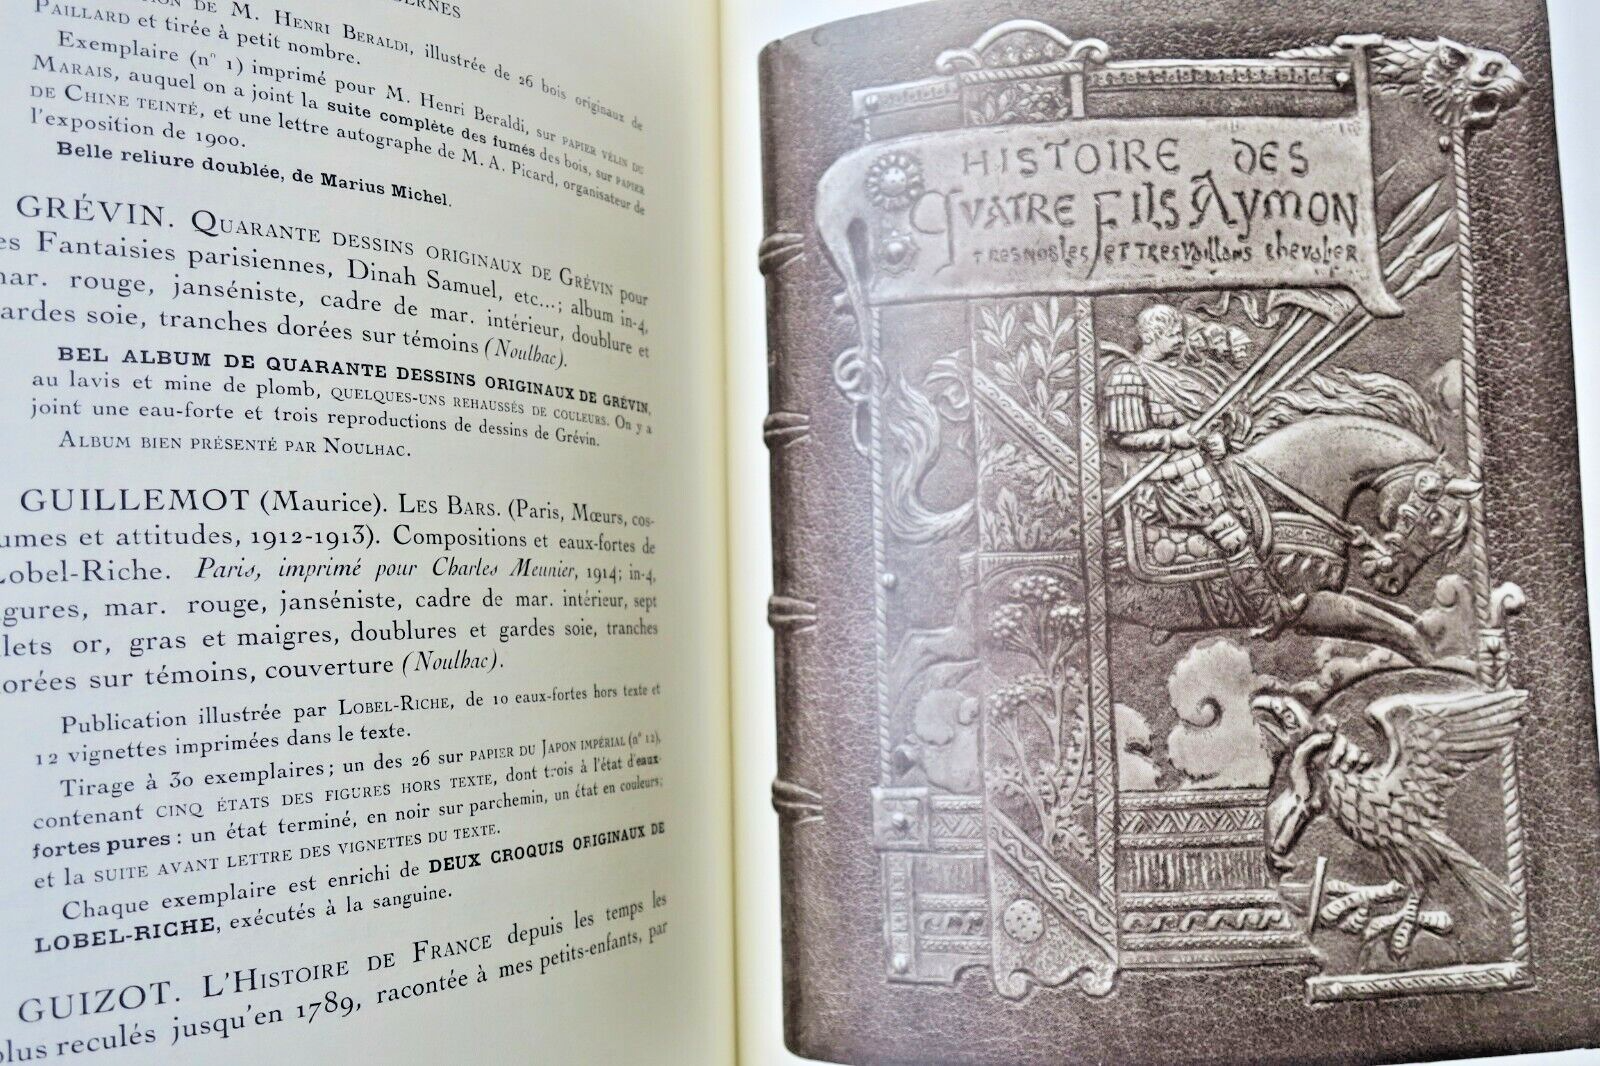 ERNES
ION DE M. HENRI BERALDI, illustrée de 26 bois originaux de
PAILLARD et tirée à petit nombre.
Exemplaire (nº 1) imprimé pour M. Henri Beraldi, sur PAPIER VÉLIN DU
MARAIS, auquel on a joint la suite complète des fumés des bois, sur PAPIER
DE CHINE TEINTÉ, et une lettre autographe de M. A. Picard, organisateur de
l'exposition de 1900.
Belle reliure doublée, de Marius Michel.
GRÉVIN. QUARANTE DESSINS ORIGINAUX DE GRÉVIN pour
es Fantaisies parisiennes, Dinah Samuel, etc...; album in-4,
mar. rouge, janséniste, cadre de mar. intérieur, doublure et
ardes soie, tranches dorées sur témoins (Noulhac).
BEL ALBUM DE QUARANTE DESSINS ORIGINAUX DE GRÉVIN,
au lavis et mine de plomb, QUELQUES-UNS REHAUSSÉS DE COULEURS. On y a
joint une eau-forte et trois reproductions de dessins de Grévin.
ALBUM BIEN PRÉSENTÉ PAR NOULHAC.
GUILLEMOT (Maurice). LES BARS. (Paris, Mœurs, cos-
umes et attitudes, 1912-1913). Compositions et eaux-fortes de
Lobel-Riche. Paris, imprimé pour Charles Meunier, 1914; in-4,
gures, mar. rouge, janséniste, cadre de mar. intérieur, sept
lets or, gras et maigres, doublures et gardes soie, tranches
orées sur témoins, couverture (Noulhac).
Publication illustrée par LOBEL-RICHE, de 10 eaux-fortes hors texte et
12 vignettes imprimées dans le texte.
Tirage à 30 exemplaires; un des 26 sur PAPIER DU JAPON IMPÉRIAL (nº 12),
contenant CINQ ÉTATS DES FIGURES HORS TEXTE, dont trois à l'état d'eaux-
fortes pures : un état terminé, en noir sur parchemin, un état en couleurs;
et la SUITE AVANT LETTRE DES VIGNETTES DU TEXTE.
Chaque exemplaire est enrichi de DEUX CROQUIS ORIGINAUX DE
LOBEL-RICHE, exécutés à la sanguine.
GUIZOT. L'HISTOIRE DE FRANCE depuis les temps les
plus reculés jusqu'en 1789, racontée à mes petits-enfants, par
HISTOIRE DES
QVATRE FILS AYMON
TRESNOBLES ET TRESVAILLANS CHEVALIER